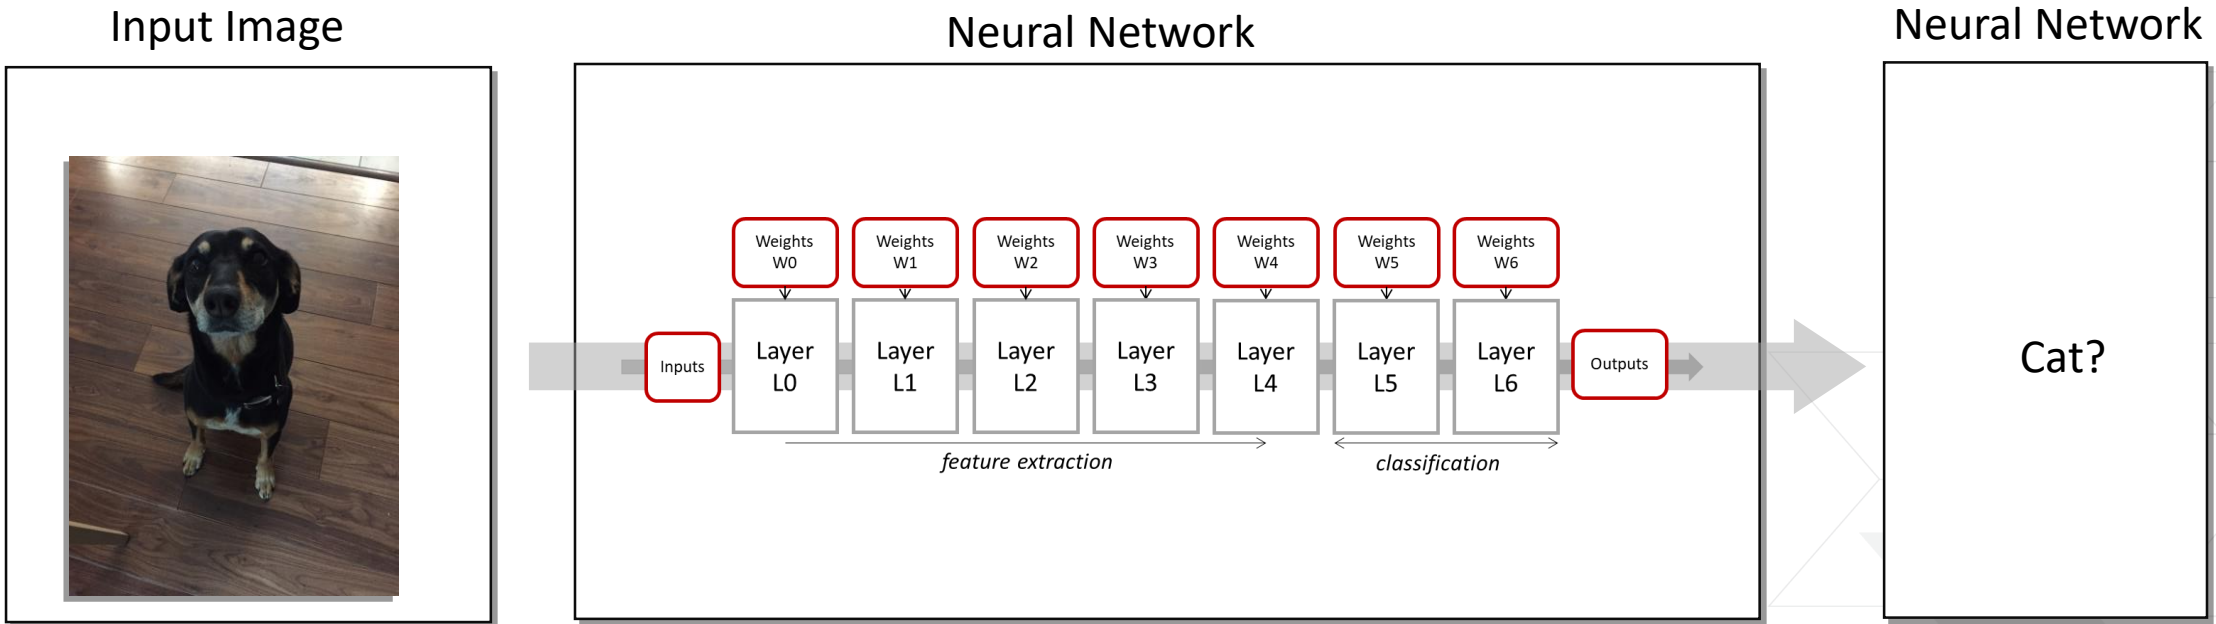 Input Image
Neural Network
Neural Network
Weights
W0
Weights
W1
Weights
W2
Weights
W3
Weights
W4
Weights
W5
Weights
W6
Inputs
Layer
L0
Layer
L1
Layer
L2
Layer
L3
Layer
L4
Layer
L5
Layer
L6
Outputs
feature extraction
classification
Cat?